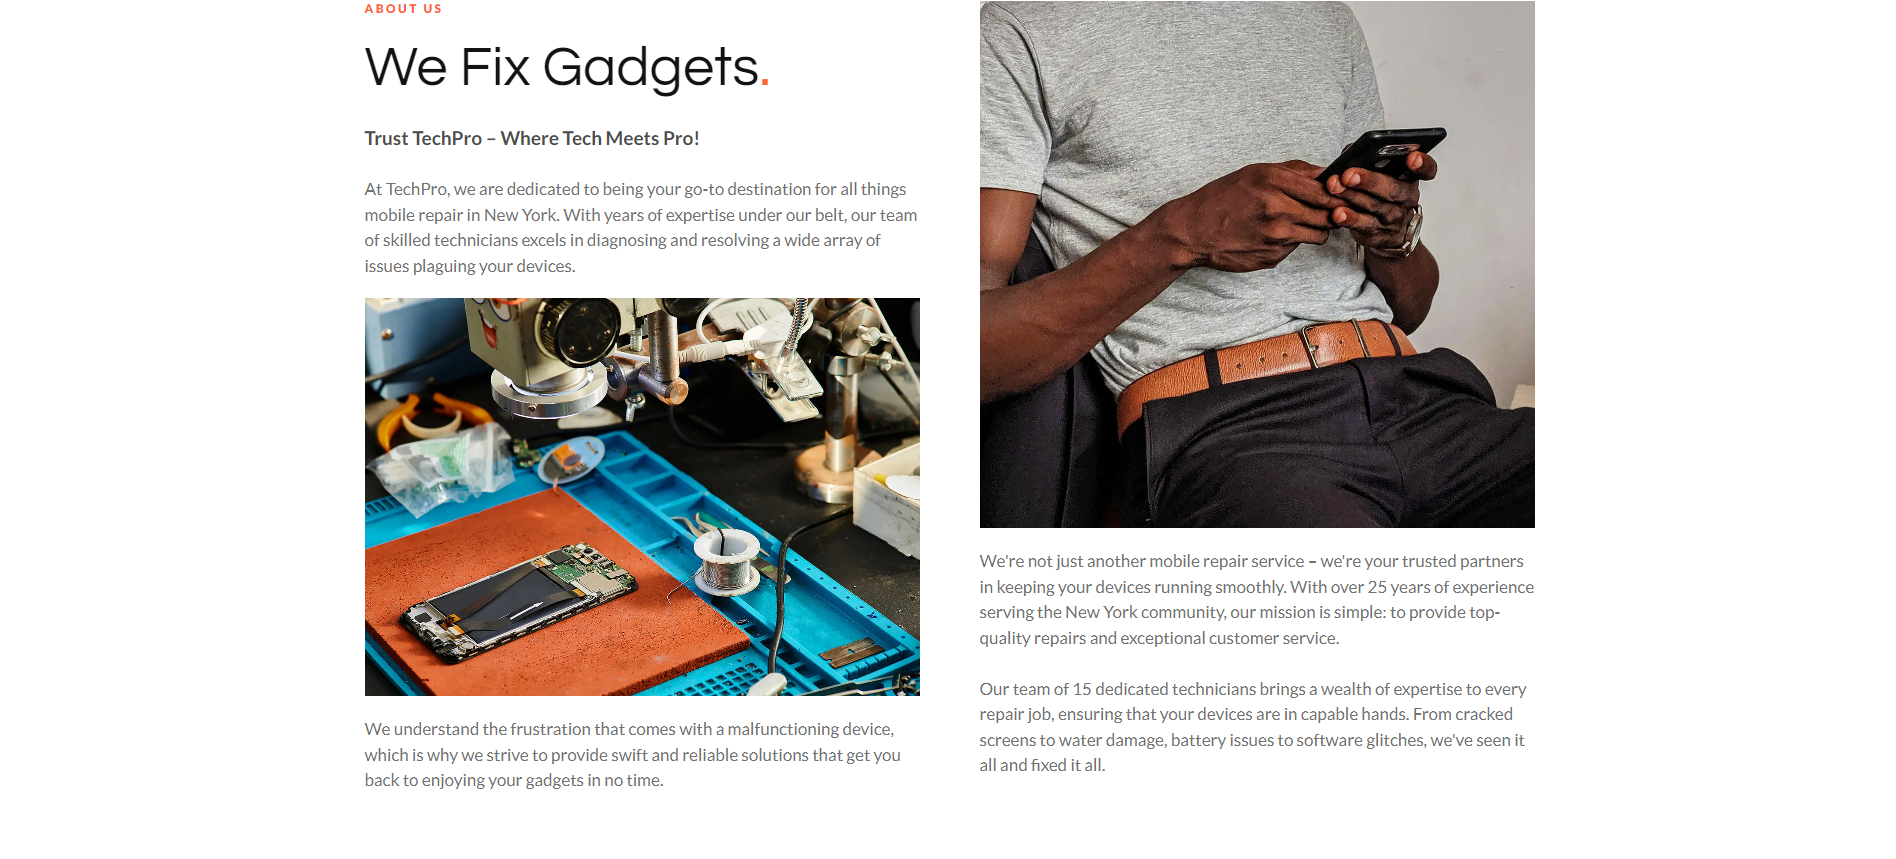 ABOUT US
We Fix Gadgets.
Trust TechPro – Where Tech Meets Pro!
At TechPro, we are dedicated to being your go-to destination for all things
mobile repair in New York. With years of expertise under our belt, our team
of skilled technicians excels in diagnosing and resolving a wide array of
issues plaguing your devices.
We understand the frustration that comes with a malfunctioning device,
which is why we strive to provide swift and reliable solutions that get you
back to enjoying your gadgets in no time.
We're not just another mobile repair service – we're your trusted partners
in keeping your devices running smoothly. With over 25 years of experience
serving the New York community, our mission is simple: to provide top-
quality repairs and exceptional customer service.
Our team of 15 dedicated technicians brings a wealth of expertise to every
repair job, ensuring that your devices are in capable hands. From cracked
screens to water damage, battery issues to software glitches, we've seen it
all and fixed it all.